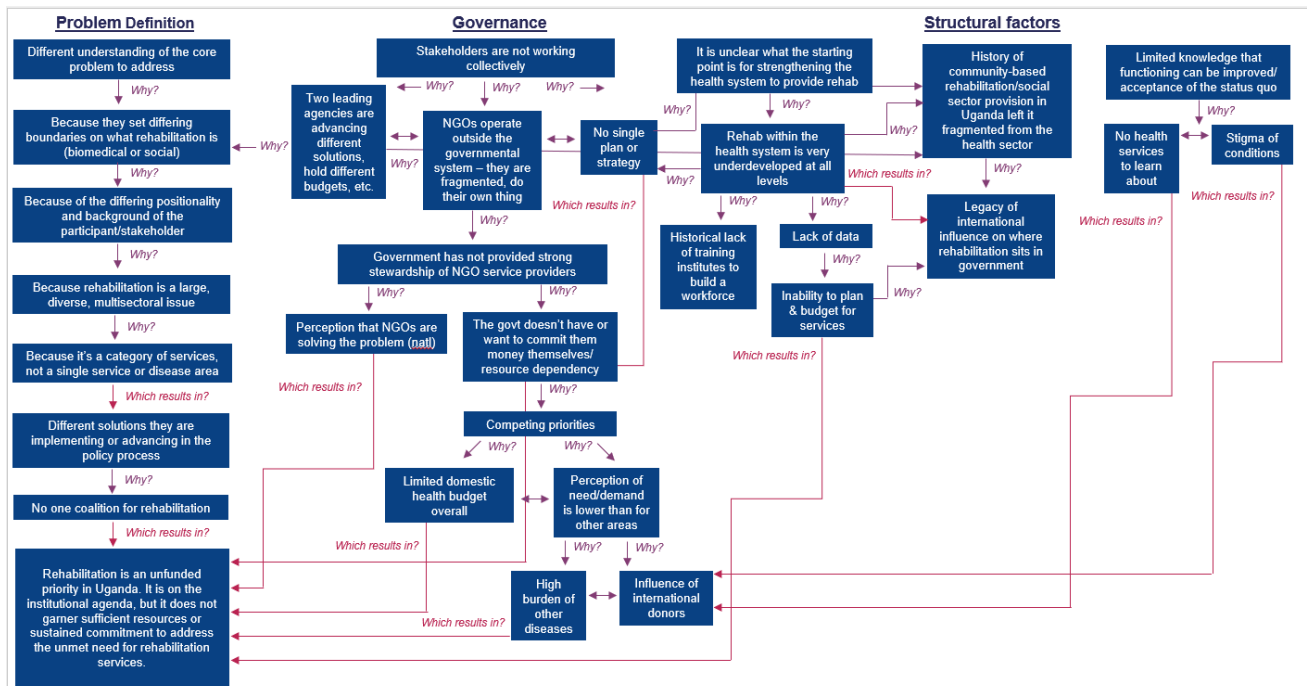 Problem Definition
Different understanding of the core
problem to address
Why?
Because they set differing
boundaries on what rehabilitation is
(biomedical or social)
Why?
Because of the differing positionality
and background of the
participant/stakeholder
Why?
Because rehabilitation is a large,
diverse, multisectoral issue
Why?
Because it's a category of services,
not a single service or disease area
Which results in?
Different solutions they are
implementing or advancing in the
policy process
Why?
No one coalition for rehabilitation
Which results in?
Rehabilitation is an unfunded
priority in Uganda. It is on the
institutional agenda, but it does not
garner sufficient resources or
sustained commitment to address
the unmet need for rehabilitation
services.
Governance
Stakeholders are not working
collectively
Why?
Why?
Why?
Why?
Two leading
agencies are
advancing
different
solutions,
hold different
budgets, etc.
Why?
Why?
NGOs operate
outside the
governmental
system – they are
fragmented, do
their own thing
Why?
No single
plan or
strategy
Which results in?
Why?
Government has not provided strong
stewardship of NGO service providers
Why?
Why?
Perception that NGOs are
solving the problem (natl)
Which results in?
The govt doesn't have or
want to commit them
money themselves/
resource dependency
Why?
Competing priorities
Why?
Why?
Limited domestic
health budget
overall
Perception of
need/demand
is lower than for
other areas
Which results in?
Why?
Why?
High
burden of
other
diseases
Influence of
international
donors
Which results in?
Structural factors
It is unclear what the starting
point is for strengthening the
health system to provide rehab
Why?
Why?
Why?
Rehab within the
health system is very
underdeveloped at all
levels
Why?
Why?
Which results in?
Why?
Why?
Historical lack
of training
institutes to
build a
workforce
Lack of data
Why?
Inability to plan
& budget for
services
Why?
Which results in?
History of
community-based
rehabilitation/social
sector provision in
Uganda left it
fragmented from the
health sector
Why?
Legacy of
international
influence on where
rehabilitation sits in
government
Limited knowledge that
functioning can be improved/
acceptance of the status quo
Why?
No health
services
to learn
about
Stigma of
conditions
Which results in?
Which results in?